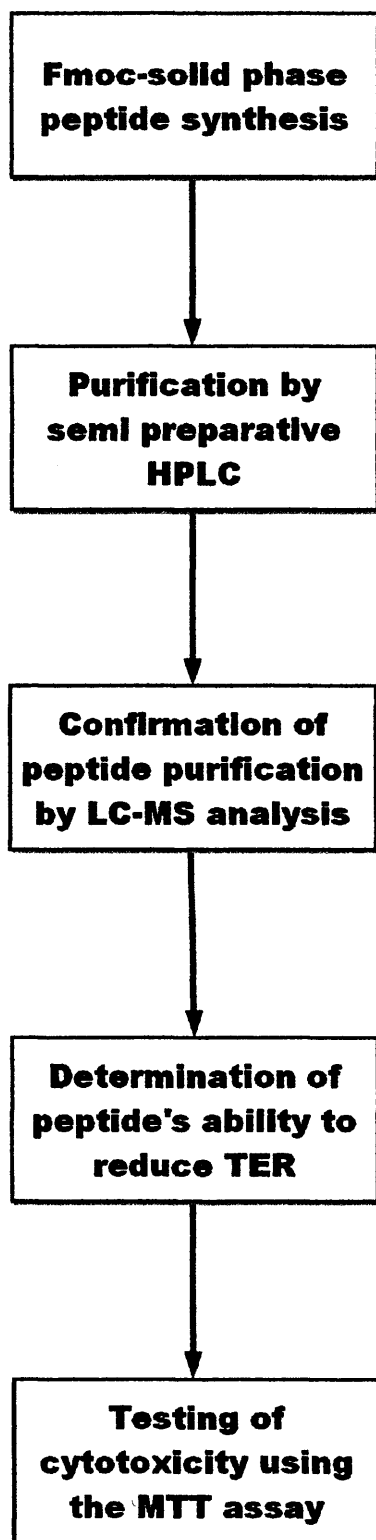 Fmoc-solid phase
peptide synthesis
Purification by
semi preparative
HPLC
Confirmation of
peptide purification
by LC-MS analysis
Determination of
peptide's ability to
reduce TER
Testing of
cytotoxicity using
the MTT assay